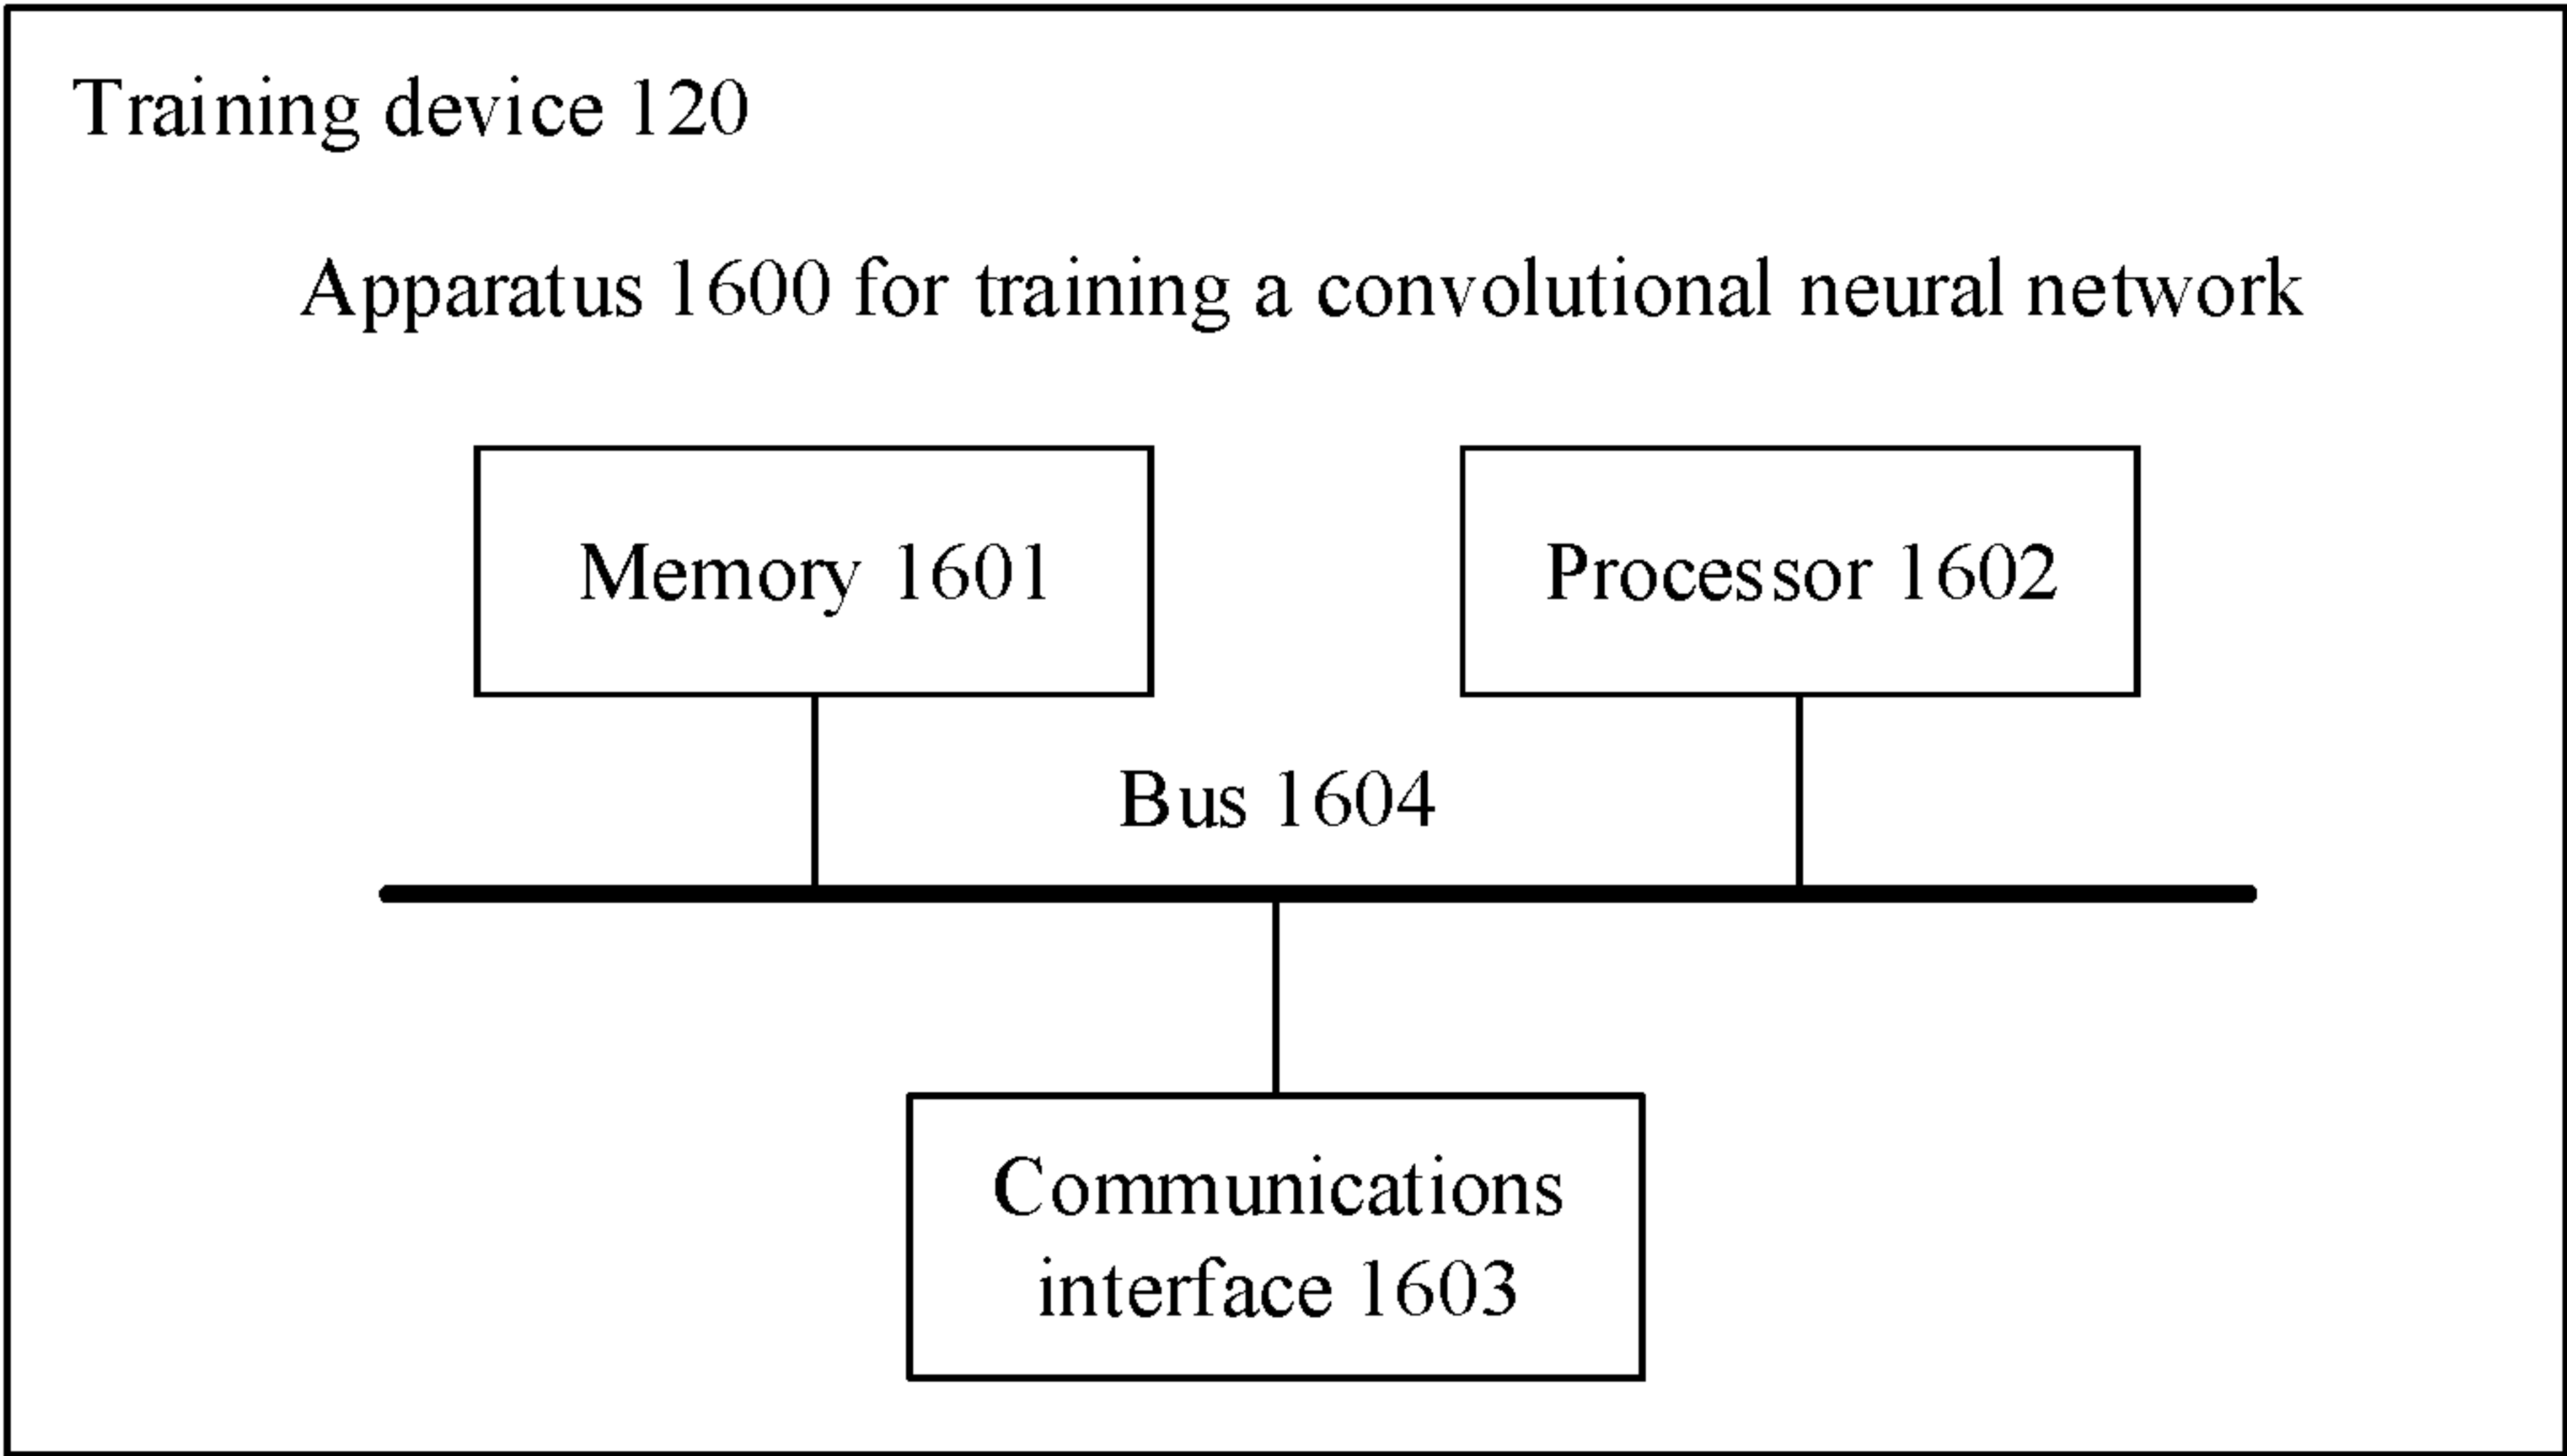 Training device 120
Apparatus 1600 for training a convolutional neural network
Memory 1601
Processor 1602
Bus 1604
Communications
interface 1603